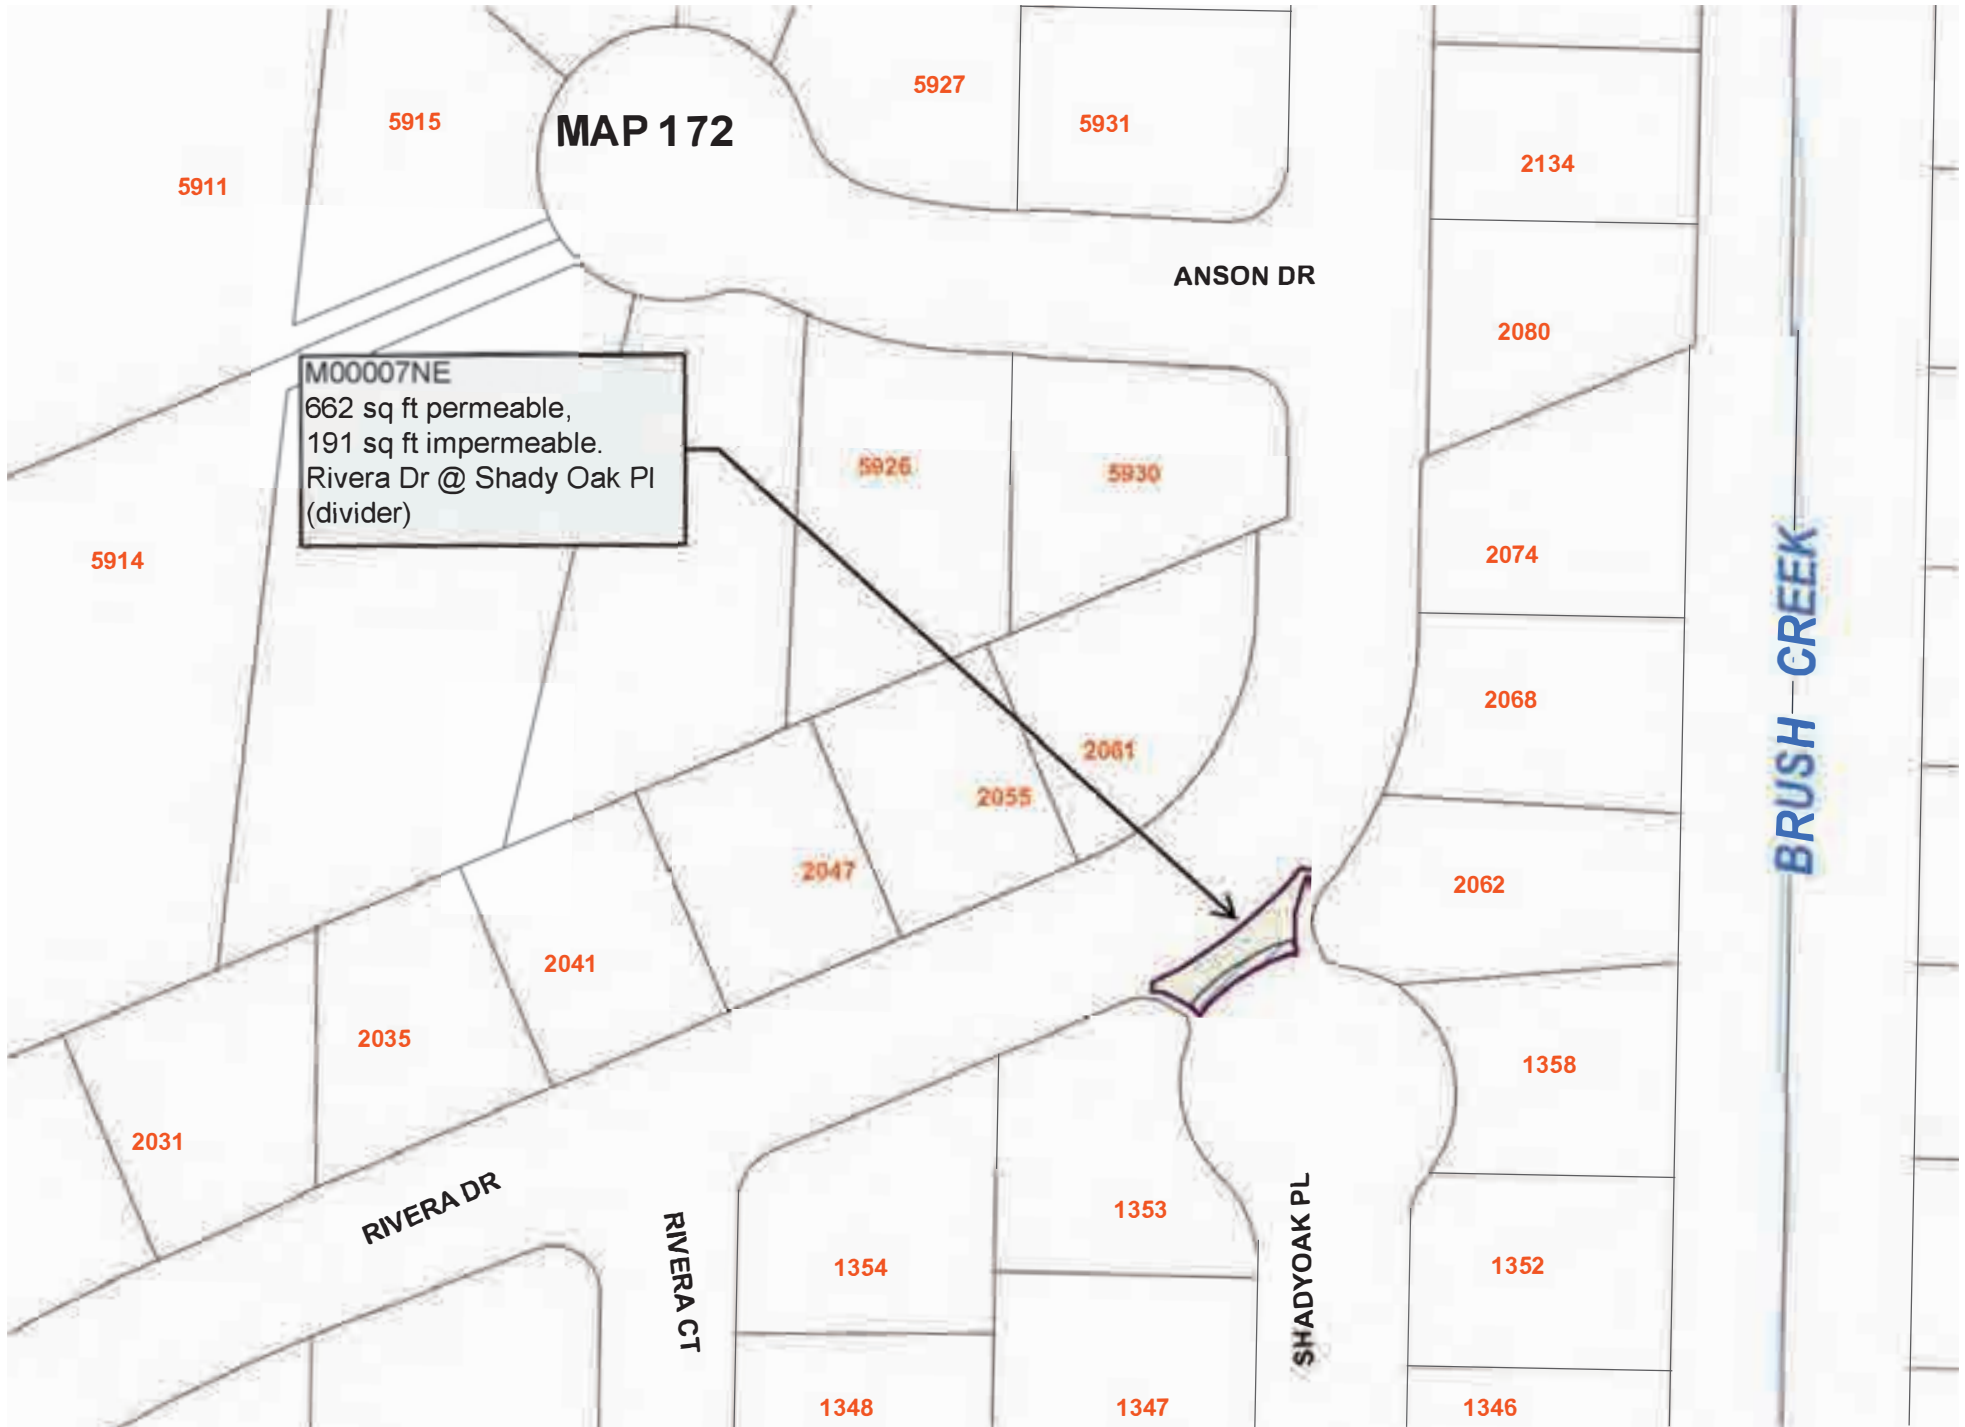 5927
5915
MAP 172
5931
2134
5911
ANSON DR
2080
M00007NE
662 sq ft permeable,
191 sq ft impermeable.
Rivera Dr @ Shady Oak Pl
(divider)
5926
5930
5914
2074
BRUSH CREEK
2068
2061
2055
2047
2062
2041
2035
1358
2031
RIVERA DR
RIVERA CT
1353
SHADYOAK PL
1354
1352
1348
1347
1346